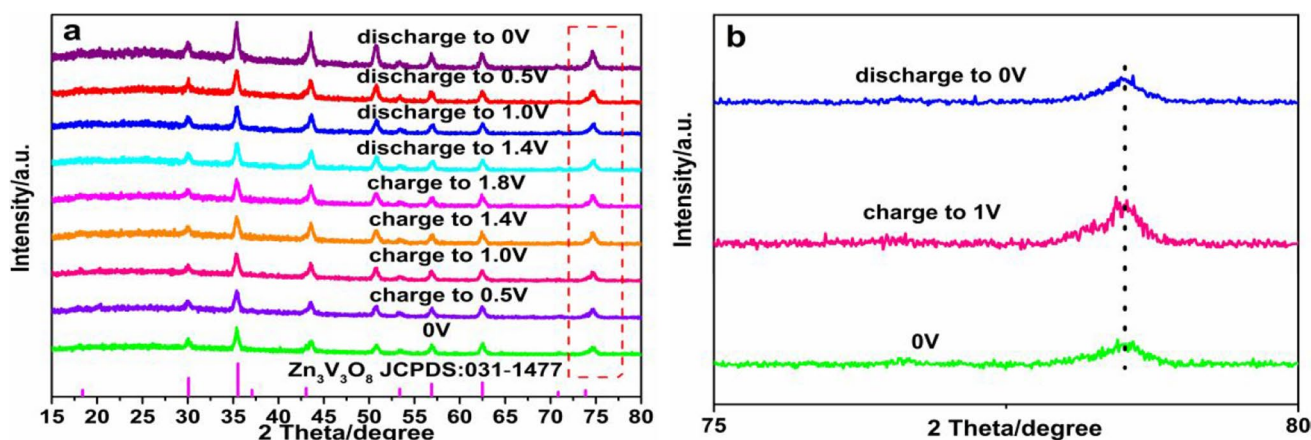 a
discharge to 0V
discharge to 0.5V
discharge to 1.0V
discharge to 1.4V
charge to 1.8V
charge to 1.4V
charge to 1.0V
charge to 0.5V
0V
Zn₃V₃O₈ JCPDS:031-1477
Intensity/a.u.
15 20 25 30 35 40 45 50 55 60 65 70 75 80
2 Theta/degree
b
discharge to 0V
charge to 1V
0V
Intensity/a.u.
75 80
2 Theta/degree